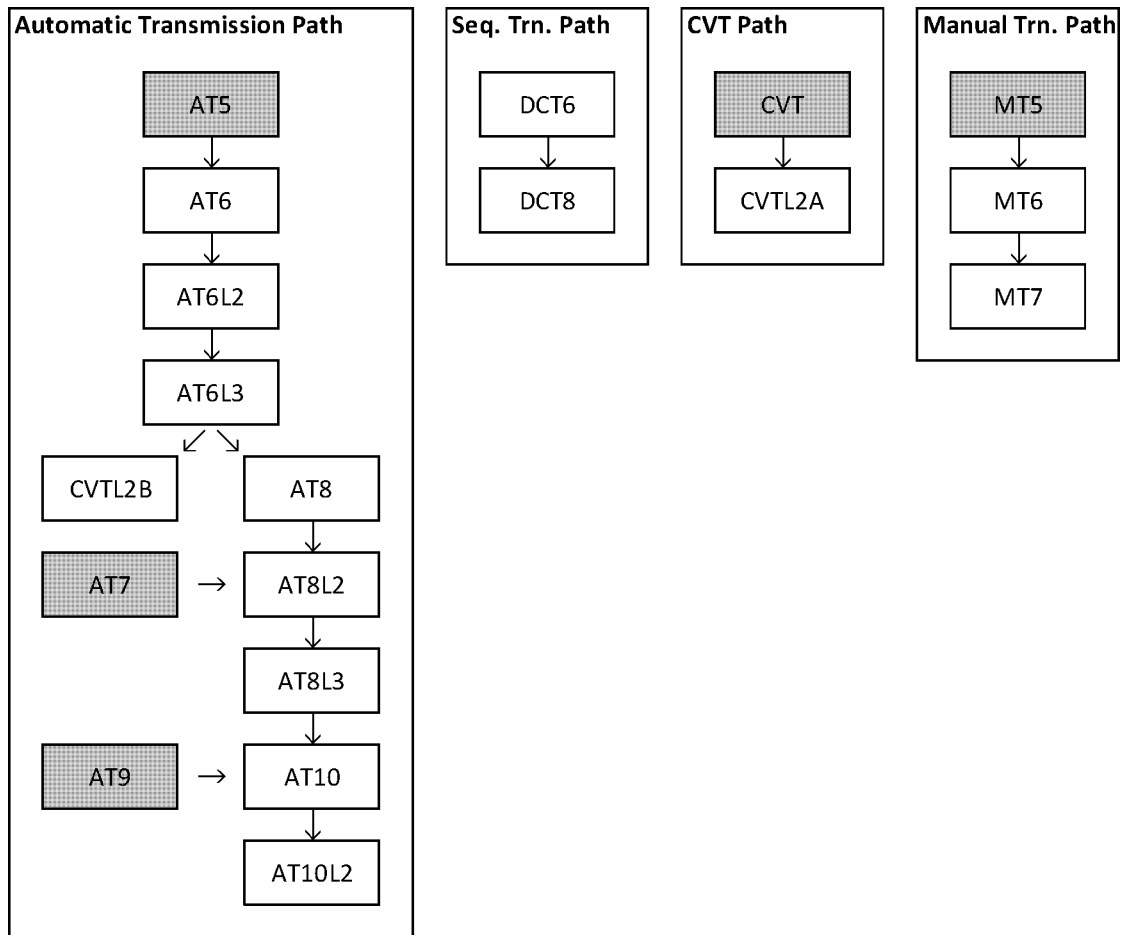 Automatic Transmission Path
AT5
AT6
AT6L2
AT6L3
CVTL2B
AT8
AT7
AT8L2
AT8L3
AT9
AT10
AT10L2
Seq. Trn. Path
DCT6
DCT8
CVT Path
CVT
CVTL2A
Manual Trn. Path
MT5
MT6
MT7